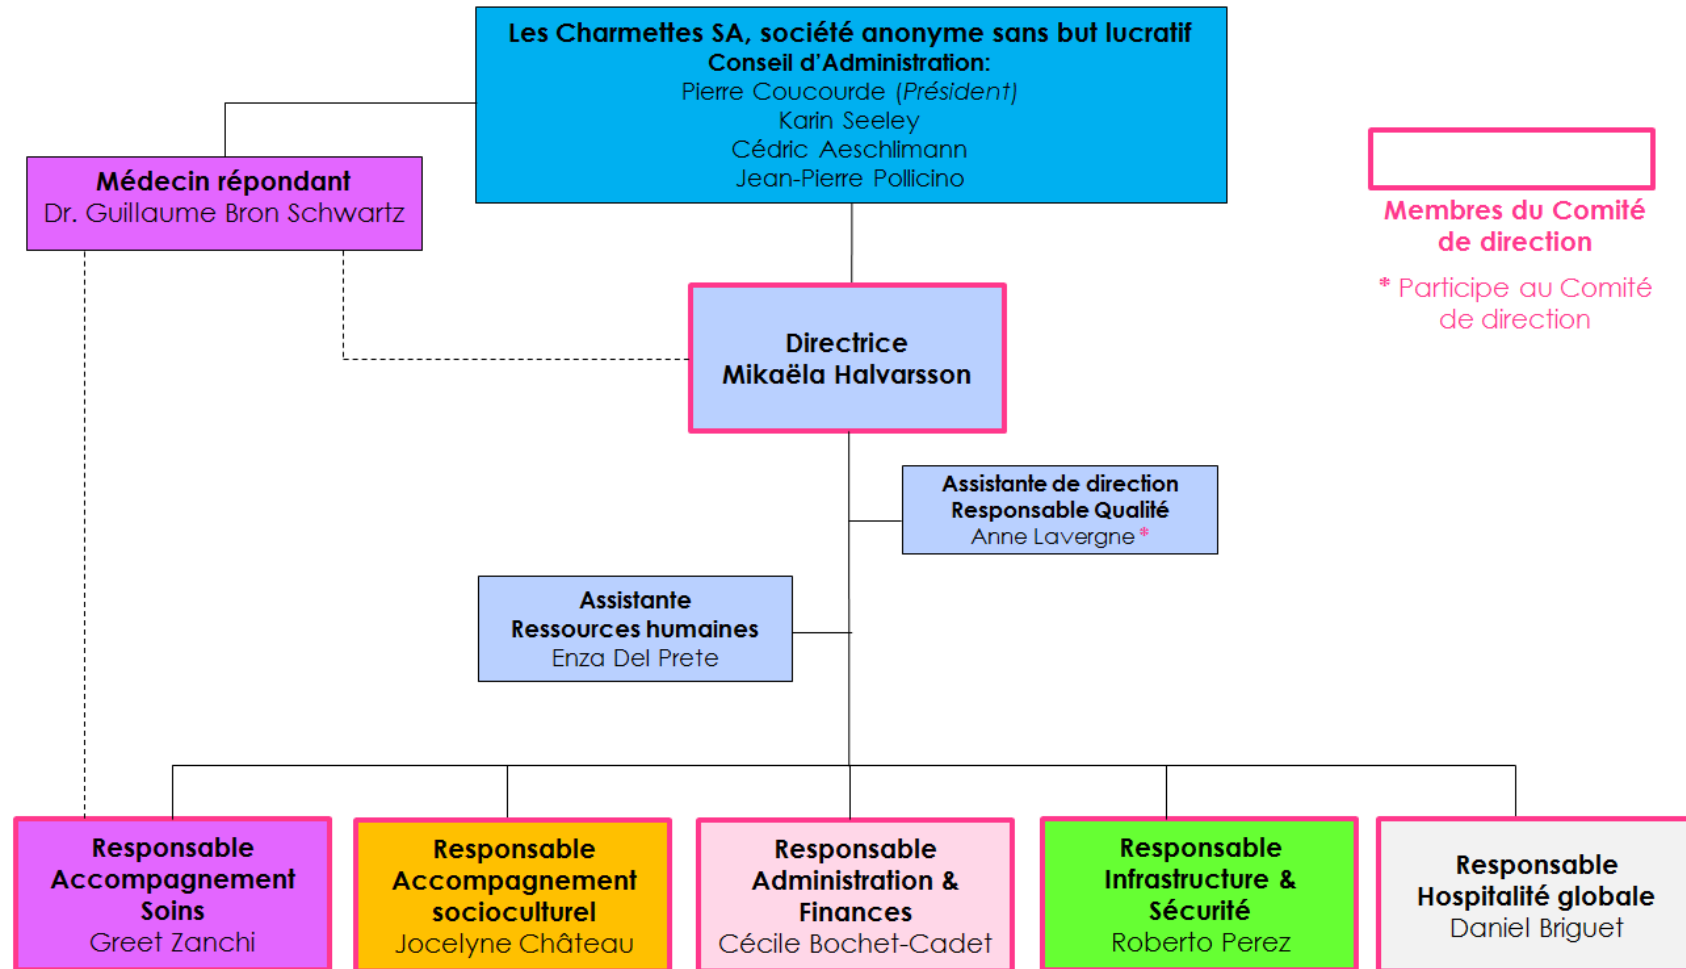 Les Charmettes SA, société anonyme sans but lucratif
Conseil d'Administration:
Pierre Coucourde (Président)
Karin Seeley
Cédric Aeschlimann
Jean-Pierre Pollicino
Médecin répondant
Dr. Guillaume Bron Schwartz
Membres du Comité
de direction
* Participe au Comité
de direction
Directrice
Mikaëla Halvarsson
Assistante de direction
Responsable Qualité
Anne Lavergne *
Assistante
Ressources humaines
Enza Del Prete
Responsable
Accompagnement
Soins
Greet Zanchi
Responsable
Accompagnement
socioculturel
Jocelyne Château
Responsable
Administration &
Finances
Cécile Bochet-Cadet
Responsable
Infrastructure &
Sécurité
Roberto Perez
Responsable
Hospitalité globale
Daniel Briguet